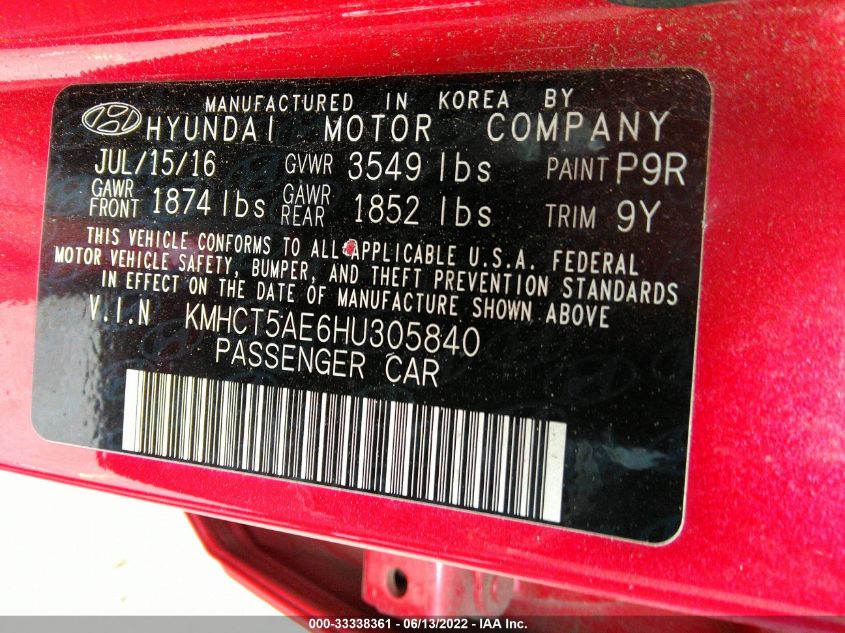 MANUFACTURED IN KOREA BY
HYUNDAI MOTOR COMPANY
JUL/15/16 GVWR 3549 lbs PAINT P9R
GAWR FRONT 1874 lbs GAWR REAR 1852 lbs TRIM 9Y
THIS VEHICLE CONFORMS TO ALL APPLICABLE U.S.A. FEDERAL
MOTOR VEHICLE SAFETY, BUMPER, AND THEFT PREVENTION STANDARDS
IN EFFECT ON THE DATE OF MANUFACTURE SHOWN ABOVE
V.I.N KMHCT5AE6HU305840
PASSENGER CAR
000-33338361 - 06/13/2022 - IAA Inc.